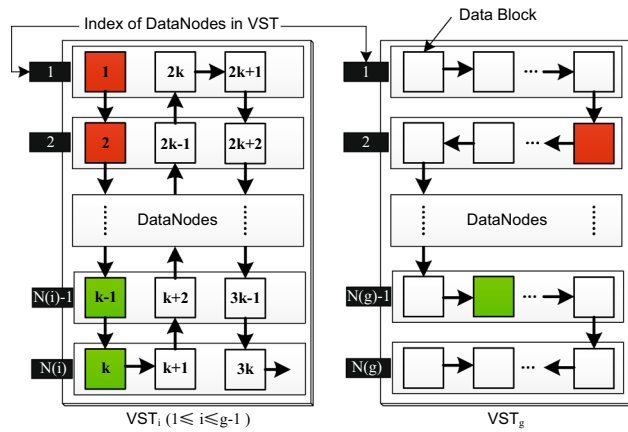 Index of DataNodes in VST
Data Block
1 1 2k 2k+1 1
2 2 2k-1 2k+2 2
DataNodes DataNodes
N(i)-1 k-1 k+2 3k-1 N(g)-1
N(i) k k+1 3k N(g)
VSTi (1≤ i≤g-1) VSTg